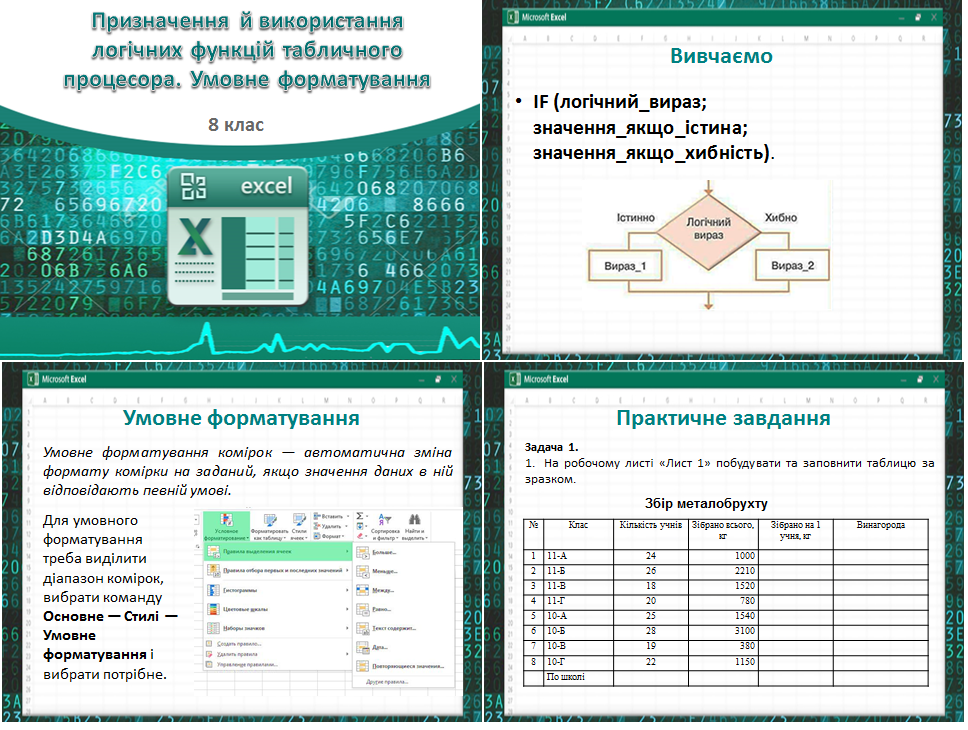 Призначення й використання
логічних функцій табличного
процесора. Умовне форматування
8 клас
excel
Microsoft Excel
Вивчаємо
• IF (логічний_вираз;
значення_якщо_істина;
значення_якщо_хибність).
Істинно
Логічний
вираз
Хибно
Вираз_1
Вираз_2
Microsoft Excel
Умовне форматування
Умовне форматування комірок — автоматична зміна
формату комірки на заданий, якщо значення даних в ній
відповідають певній умові.
Для умовного
форматування
треба виділити
діапазон комірок,
вибрати команду
Основне — Стилі —
Умовне
форматування і
вибрати потрібне.
Условное форматирование
Форматировать как таблицу
Стили ячеек
Вставить
Удалить
Формат
Сортировка и фильтр
Найти и выделить
Правила выделения ячеек
Правила отбора первых и последних значений
Гистограммы
Цветовые шкалы
Наборы значков
Создать правило...
Удалить правила
Управление правилами...
Больше...
Меньше...
Между...
Равно...
Текст содержит...
Дата...
Повторяющиеся значения...
Другие правила...
Microsoft Excel
Практичне завдання
Задача 1.
1. На робочому листі «Лист 1» побудувати та заповнити таблицю за
зразком.
Збір металобрухту
№ Клас Кількість учнів Зібрано всього, кг Зібрано на 1 учня, кг Винагорода
1 11-А 24 1000
2 11-Б 26 2210
3 11-В 18 1520
4 11-Г 20 780
5 10-А 25 1540
6 10-Б 28 3100
7 10-В 19 380
8 10-Г 22 1150
По школі